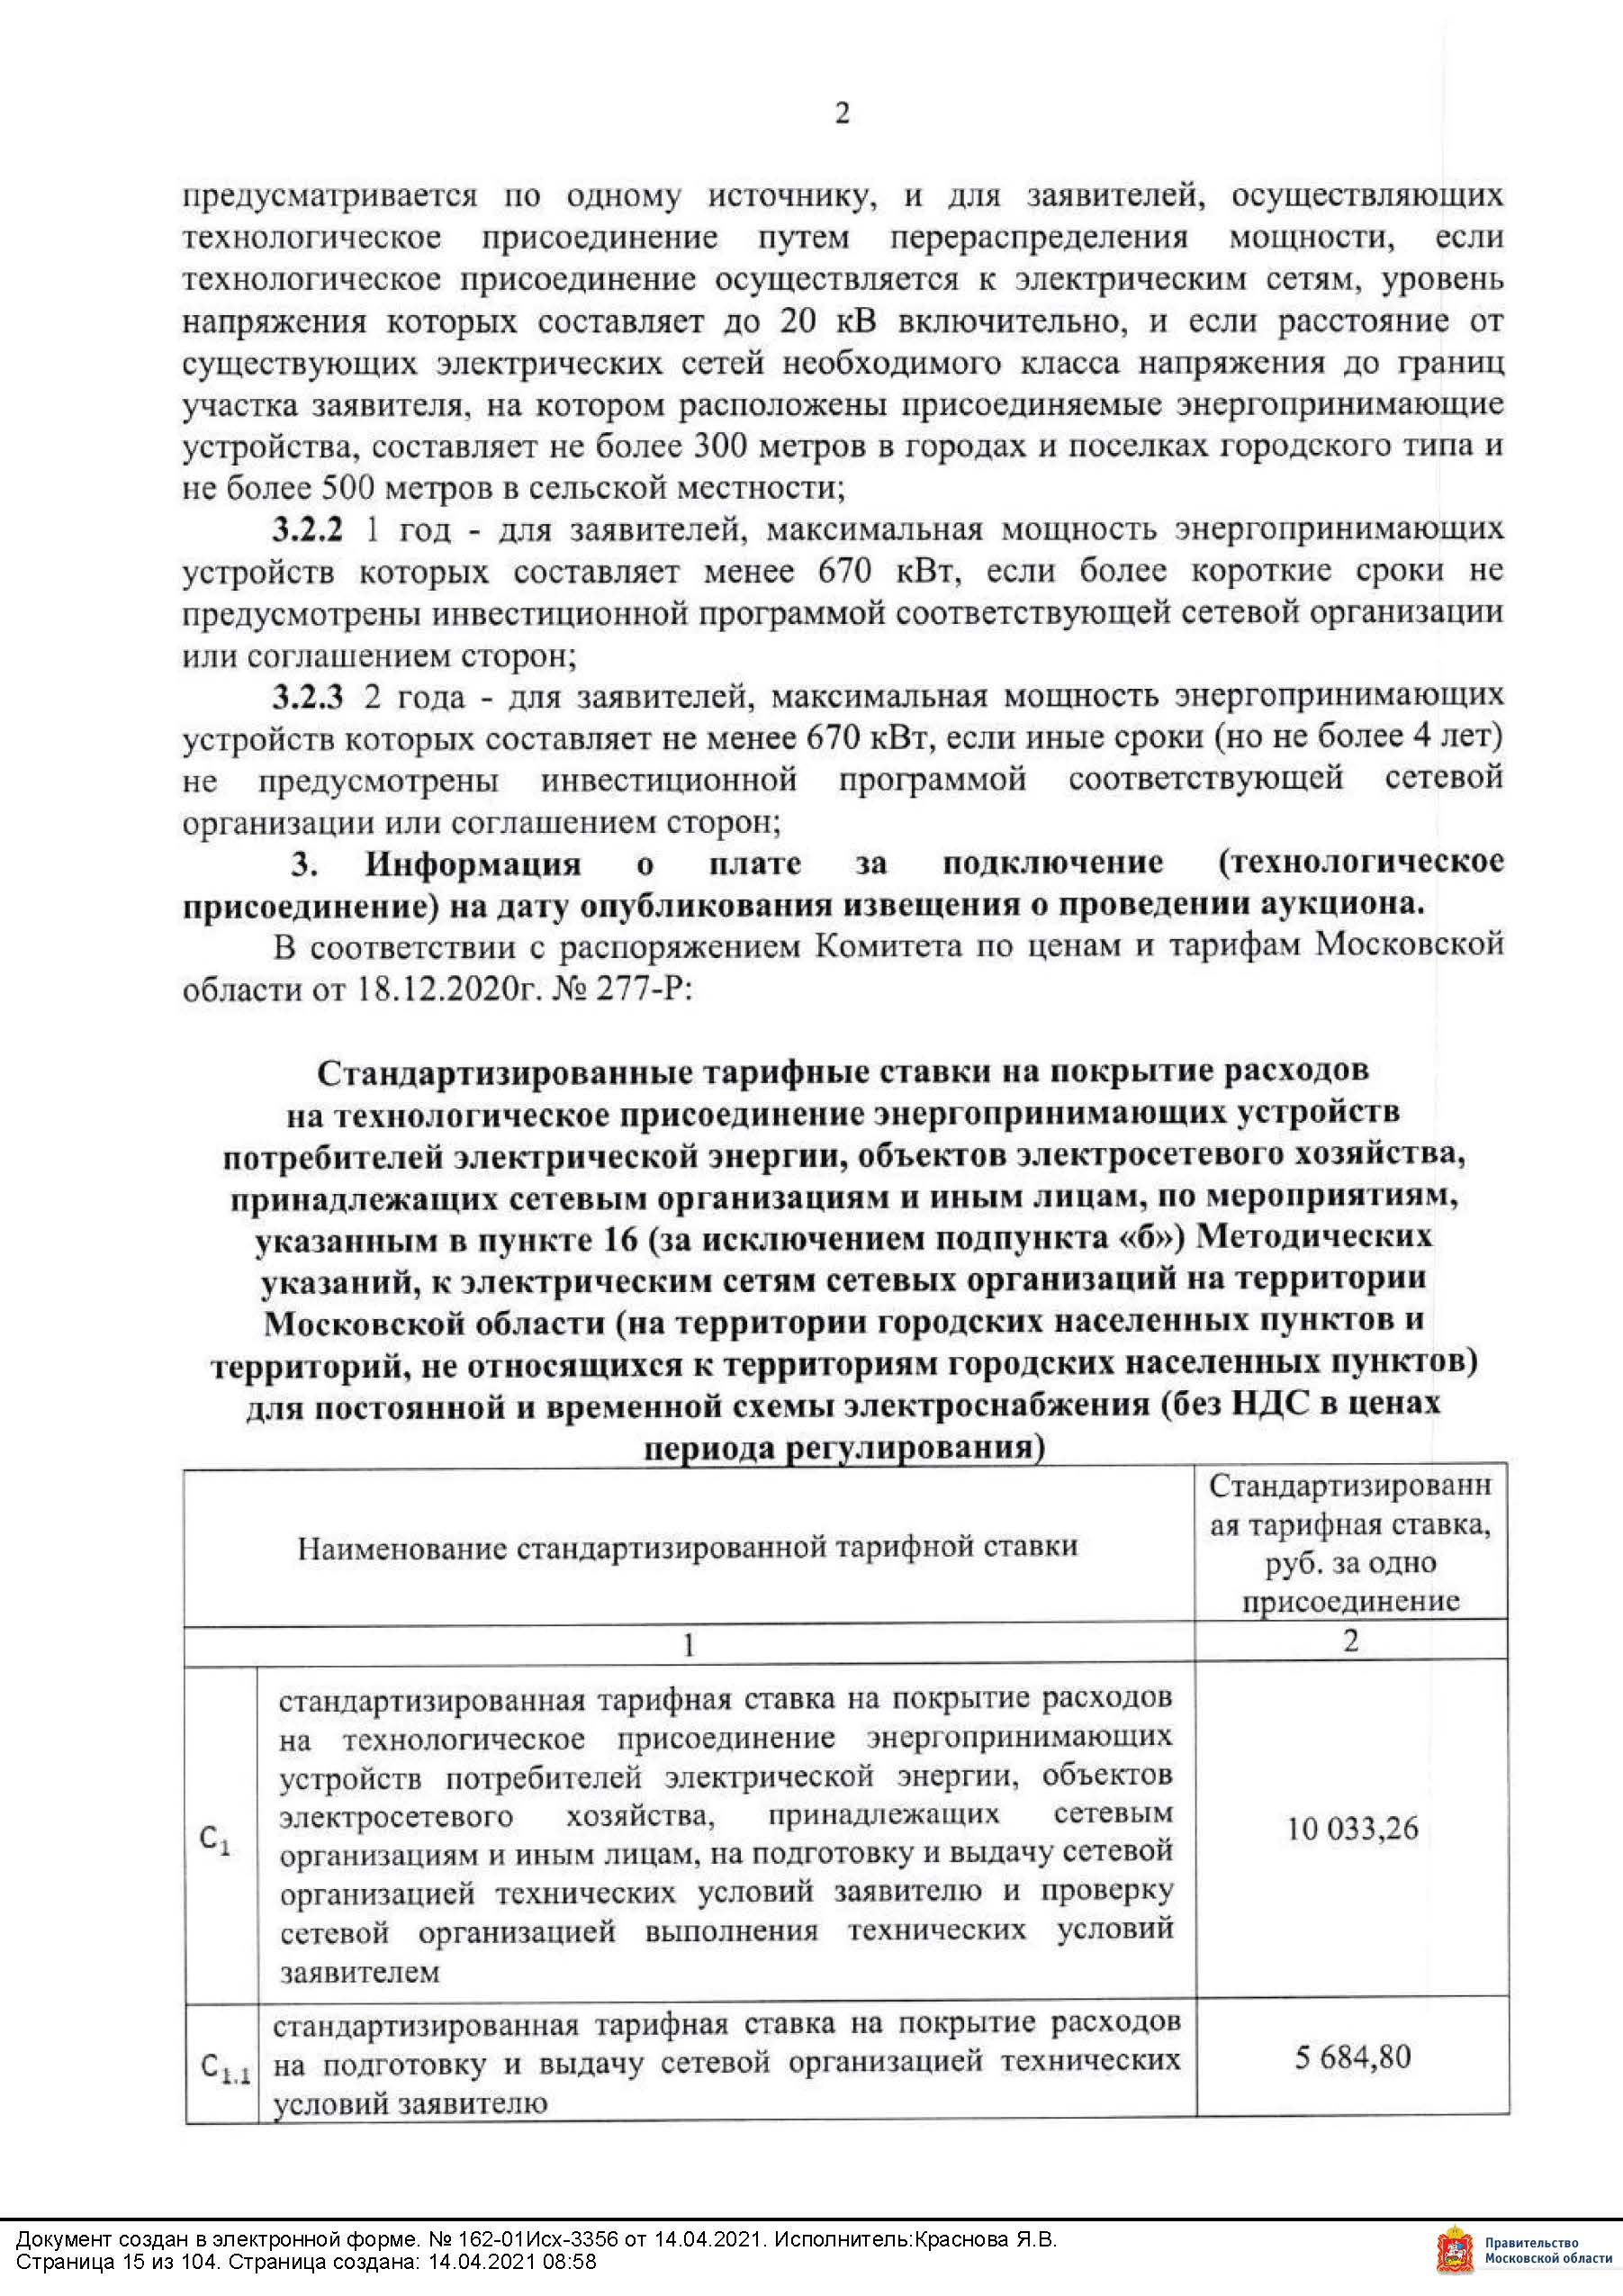 2
предусматривается по одному источнику, и для заявителей, осуществляющих
технологическое присоединение путем перераспределения мощности, если
технологическое присоединение осуществляется к электрическим сетям, уровень
напряжения которых составляет до 20 кВ включительно, и если расстояние от
существующих электрических сетей необходимого класса напряжения до границ
участка заявителя, на котором расположены присоединяемые энергопринимающие
устройства, составляет не более 300 метров в городах и поселках городского типа и
не более 500 метров в сельской местности;
3.2.2 1 год - для заявителей, максимальная мощность энергопринимающих
устройств которых составляет менее 670 кВт, если более короткие сроки не
предусмотрены инвестиционной программой соответствующей сетевой организации
или соглашением сторон;
3.2.3 2 года - для заявителей, максимальная мощность энергопринимающих
устройств которых составляет не менее 670 кВт, если иные сроки (но не более 4 лет)
не предусмотрены инвестиционной программой соответствующей сетевой
организации или соглашением сторон;
3. Информация о плате за подключение (технологическое
присоединение) на дату опубликования извещения о проведении аукциона.
В соответствии с распоряжением Комитета по ценам и тарифам Московской
области от 18.12.2020г. № 277-Р:
Стандартизированные тарифные ставки на покрытие расходов
на технологическое присоединение энергопринимающих устройств
потребителей электрической энергии, объектов электросетевого хозяйства,
принадлежащих сетевым организациям и иным лицам, по мероприятиям,
указанным в пункте 16 (за исключением подпункта «б») Методических
указаний, к электрическим сетям сетевых организаций на территории
Московской области (на территории городских населенных пунктов и
территорий, не относящихся к территориям городских населенных пунктов)
для постоянной и временной схемы электроснабжения (без НДС в ценах
периода регулирования)
Наименование стандартизированной тарифной ставки
Стандартизированн
ая тарифная ставка,
руб. за одно
присоединение
1
2
С1
стандартизированная тарифная ставка на покрытие расходов
на технологическое присоединение энергопринимающих
устройств потребителей электрической энергии, объектов
электросетевого хозяйства, принадлежащих сетевым
организациям и иным лицам, на подготовку и выдачу сетевой
организацией технических условий заявителю и проверку
сетевой организацией выполнения технических условий
заявителем
10 033,26
С1.1
стандартизированная тарифная ставка на покрытие расходов
на подготовку и выдачу сетевой организацией технических
условий заявителю
5 684,80
Документ создан в электронной форме. № 162-01Исх-3356 от 14.04.2021. Исполнитель:Краснова Я.В.
Страница 15 из 104. Страница создана: 14.04.2021 08:58
Правительство
Московской области